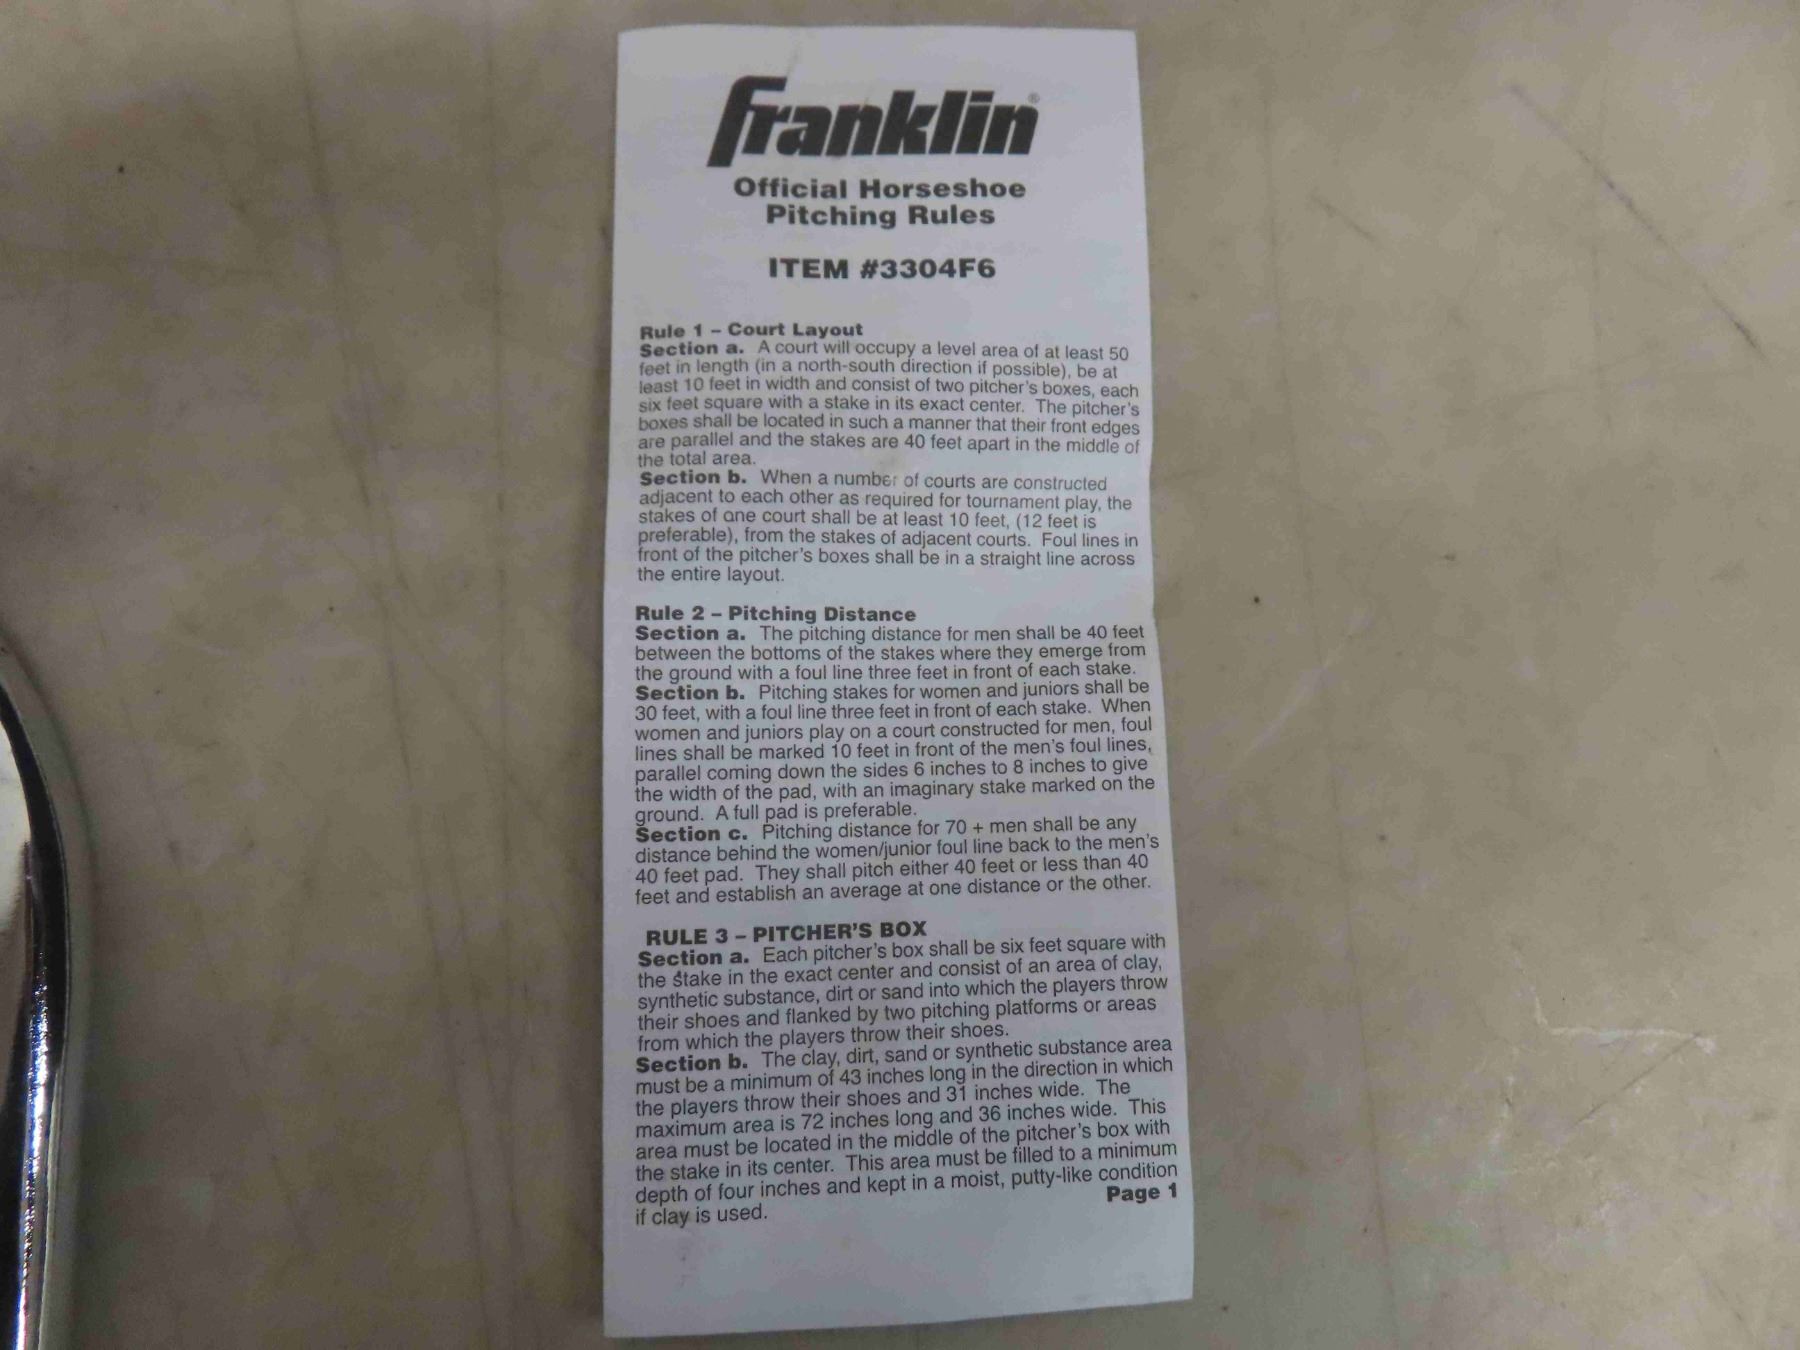 franklin®
Official Horseshoe
Pitching Rules
ITEM #3304F6
Rule 1 – Court Layout
Section a. A court will occupy a level area of at least 50
feet in length (in a north-south direction if possible), be at
least 10 feet in width and consist of two pitcher's boxes, each
six feet square with a stake in its exact center. The pitcher's
boxes shall be located in such a manner that their front edges
are parallel and the stakes are 40 feet apart in the middle of
the total area.
Section b. When a number of courts are constructed
adjacent to each other as required for tournament play, the
stakes of one court shall be at least 10 feet, (12 feet is
preferable), from the stakes of adjacent courts. Foul lines in
front of the pitcher's boxes shall be in a straight line across
the entire layout.
Rule 2 – Pitching Distance
Section a. The pitching distance for men shall be 40 feet
between the bottoms of the stakes where they emerge from
the ground with a foul line three feet in front of each stake.
Section b. Pitching stakes for women and juniors shall be
30 feet, with a foul line three feet in front of each stake. When
women and juniors play on a court constructed for men, foul
lines shall be marked 10 feet in front of the men's foul lines,
parallel coming down the sides 6 inches to 8 inches to give
the width of the pad, with an imaginary stake marked on the
ground. A full pad is preferable.
Section c. Pitching distance for 70 + men shall be any
distance behind the women/junior foul line back to the men's
40 feet pad. They shall pitch either 40 feet or less than 40
feet and establish an average at one distance or the other.
RULE 3 – PITCHER'S BOX
Section a. Each pitcher's box shall be six feet square with
the stake in the exact center and consist of an area of clay,
synthetic substance, dirt or sand into which the players throw
their shoes and flanked by two pitching platforms or areas
from which the players throw their shoes.
Section b. The clay, dirt, sand or synthetic substance area
must be a minimum of 43 inches long in the direction in which
the players throw their shoes and 31 inches wide. The
maximum area is 72 inches long and 36 inches wide. This
area must be located in the middle of the pitcher's box with
the stake in its center. This area must be filled to a minimum
depth of four inches and kept in a moist, putty-like condition
if clay is used.
Page 1